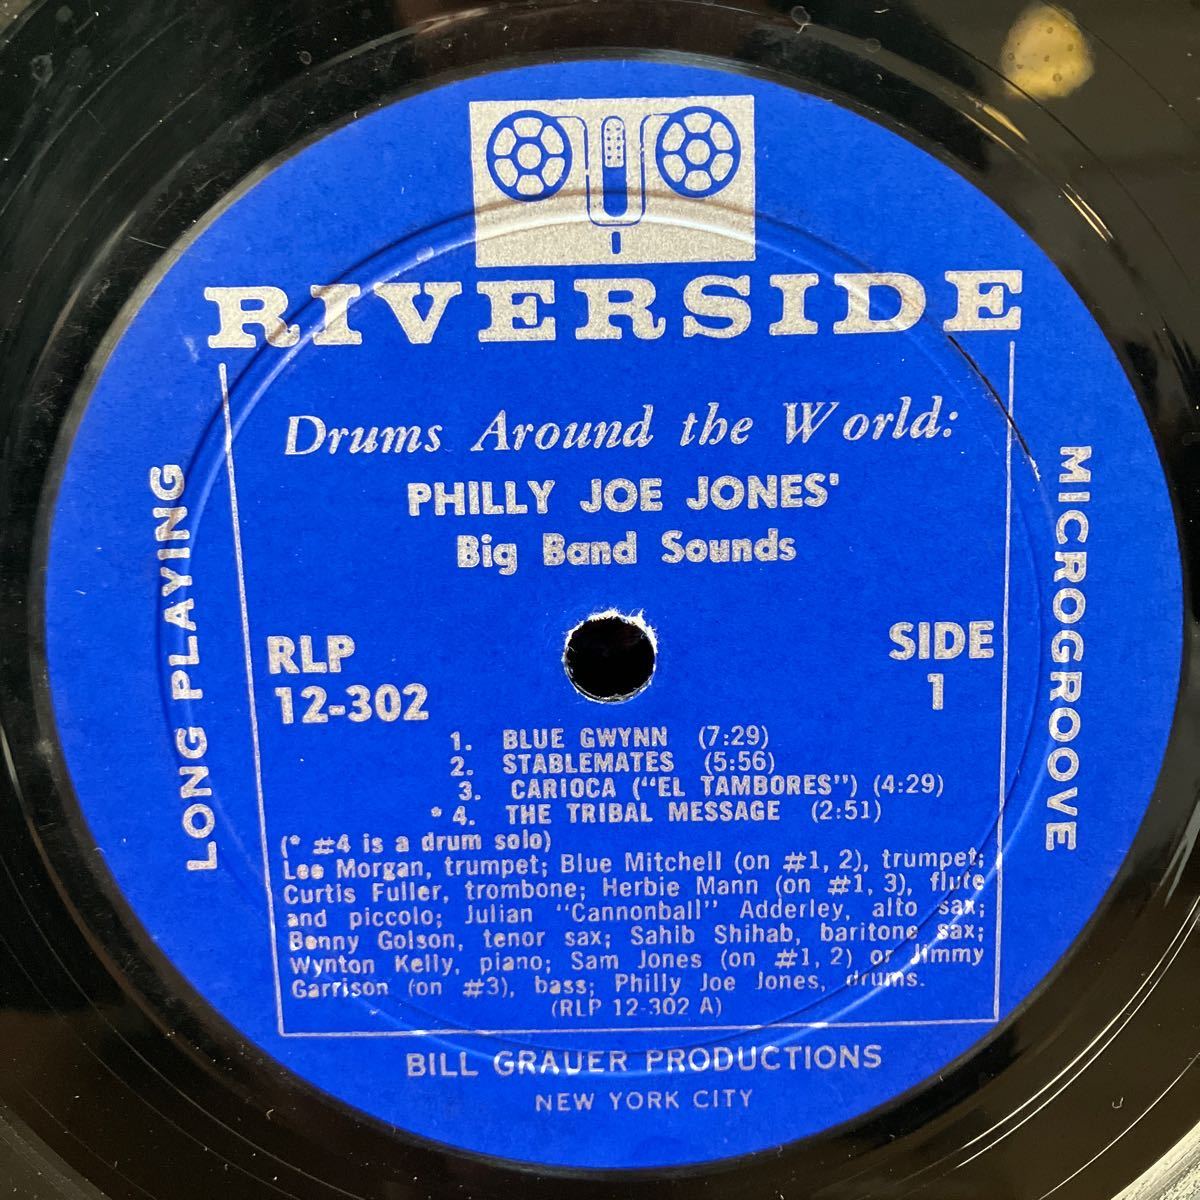 RIVERSIDE
Drums Around the World:
PHILLY JOE JONES'
Big Band Sounds
LONG PLAYING
MICROGROOVE
RLP
12-302
SIDE
1
1. BLUE GWYNN (7:29)
2. STABLEMATES (5:56)
3. CARIOCA ("EL TAMBORES") (4:29)
* 4. THE TRIBAL MESSAGE (2:51)
(* #4 is a drum solo)
Lee Morgan, trumpet; Blue Mitchell (on #1, 2), trumpet;
Curtis Fuller, trombone; Herbie Mann (on #1, 3), flute
and piccolo; Julian "Cannonball" Adderley, alto sax;
Benny Golson, tenor sax; Sahib Shihab, baritone sax;
Wynton Kelly, piano; Sam Jones (on #1, 2) or Jimmy
Garrison (on #3), bass; Philly Joe Jones, drums.
(RLP 12-302 A)
BILL GRAUER PRODUCTIONS
NEW YORK CITY